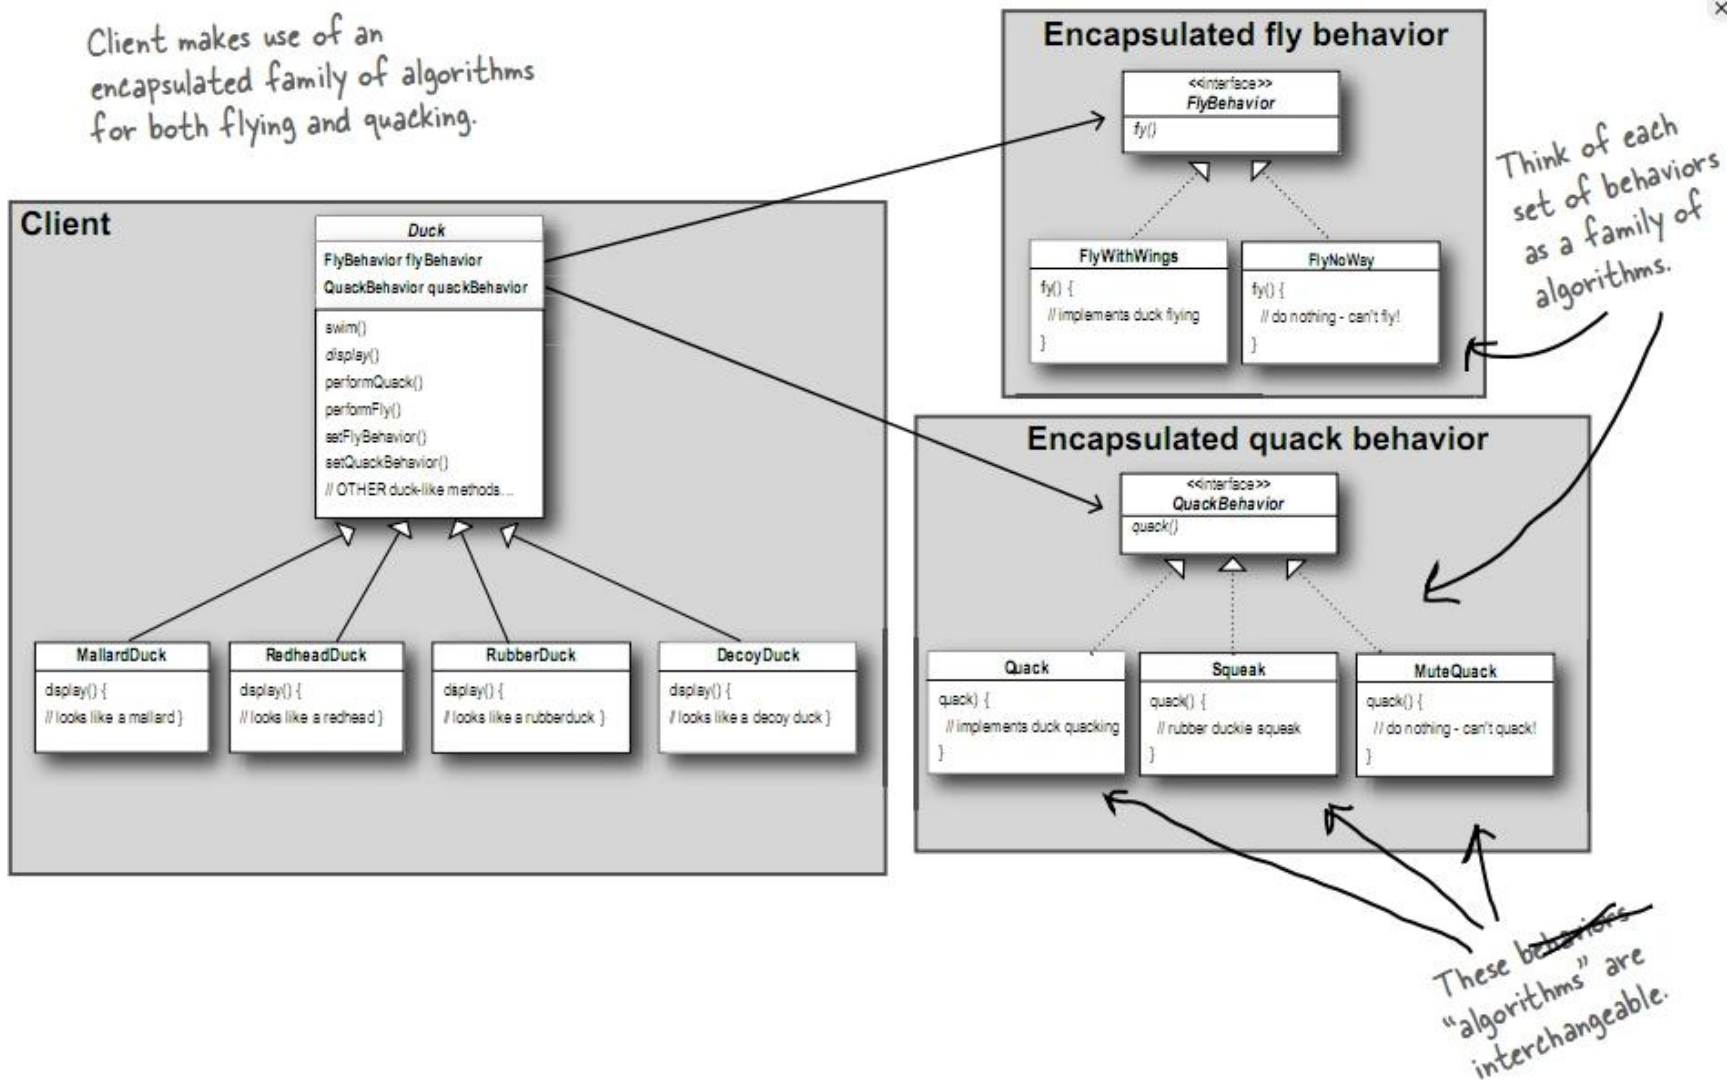 Client makes use of an
encapsulated family of algorithms
for both flying and quacking.
Encapsulated fly behavior
<<interface>>
FlyBehavior
fly()
FlyWithWings
fly() {
// implements duck flying
}
FlyNoWay
fly() {
// do nothing - can't fly!
}
Think of each
set of behaviors
as a family of
algorithms.
Client
Duck
FlyBehavior flyBehavior
QuackBehavior quackBehavior
swim()
display()
performQuack()
performFly()
setFlyBehavior()
setQuackBehavior()
// OTHER duck-like methods...
MallardDuck
display() {
// looks like a mallard }
RedheadDuck
display() {
// looks like a redhead }
RubberDuck
display() {
// looks like a rubberduck }
DecoyDuck
display() {
// looks like a decoy duck }
Encapsulated quack behavior
<<interface>>
QuackBehavior
quack()
Quack
quack) {
// implements duck quacking
}
Squeak
quack() {
// rubber duckie squeak
}
MuteQuack
quack() {
// do nothing - can't quack!
}
These behaviors
“algorithms” are
interchangeable.